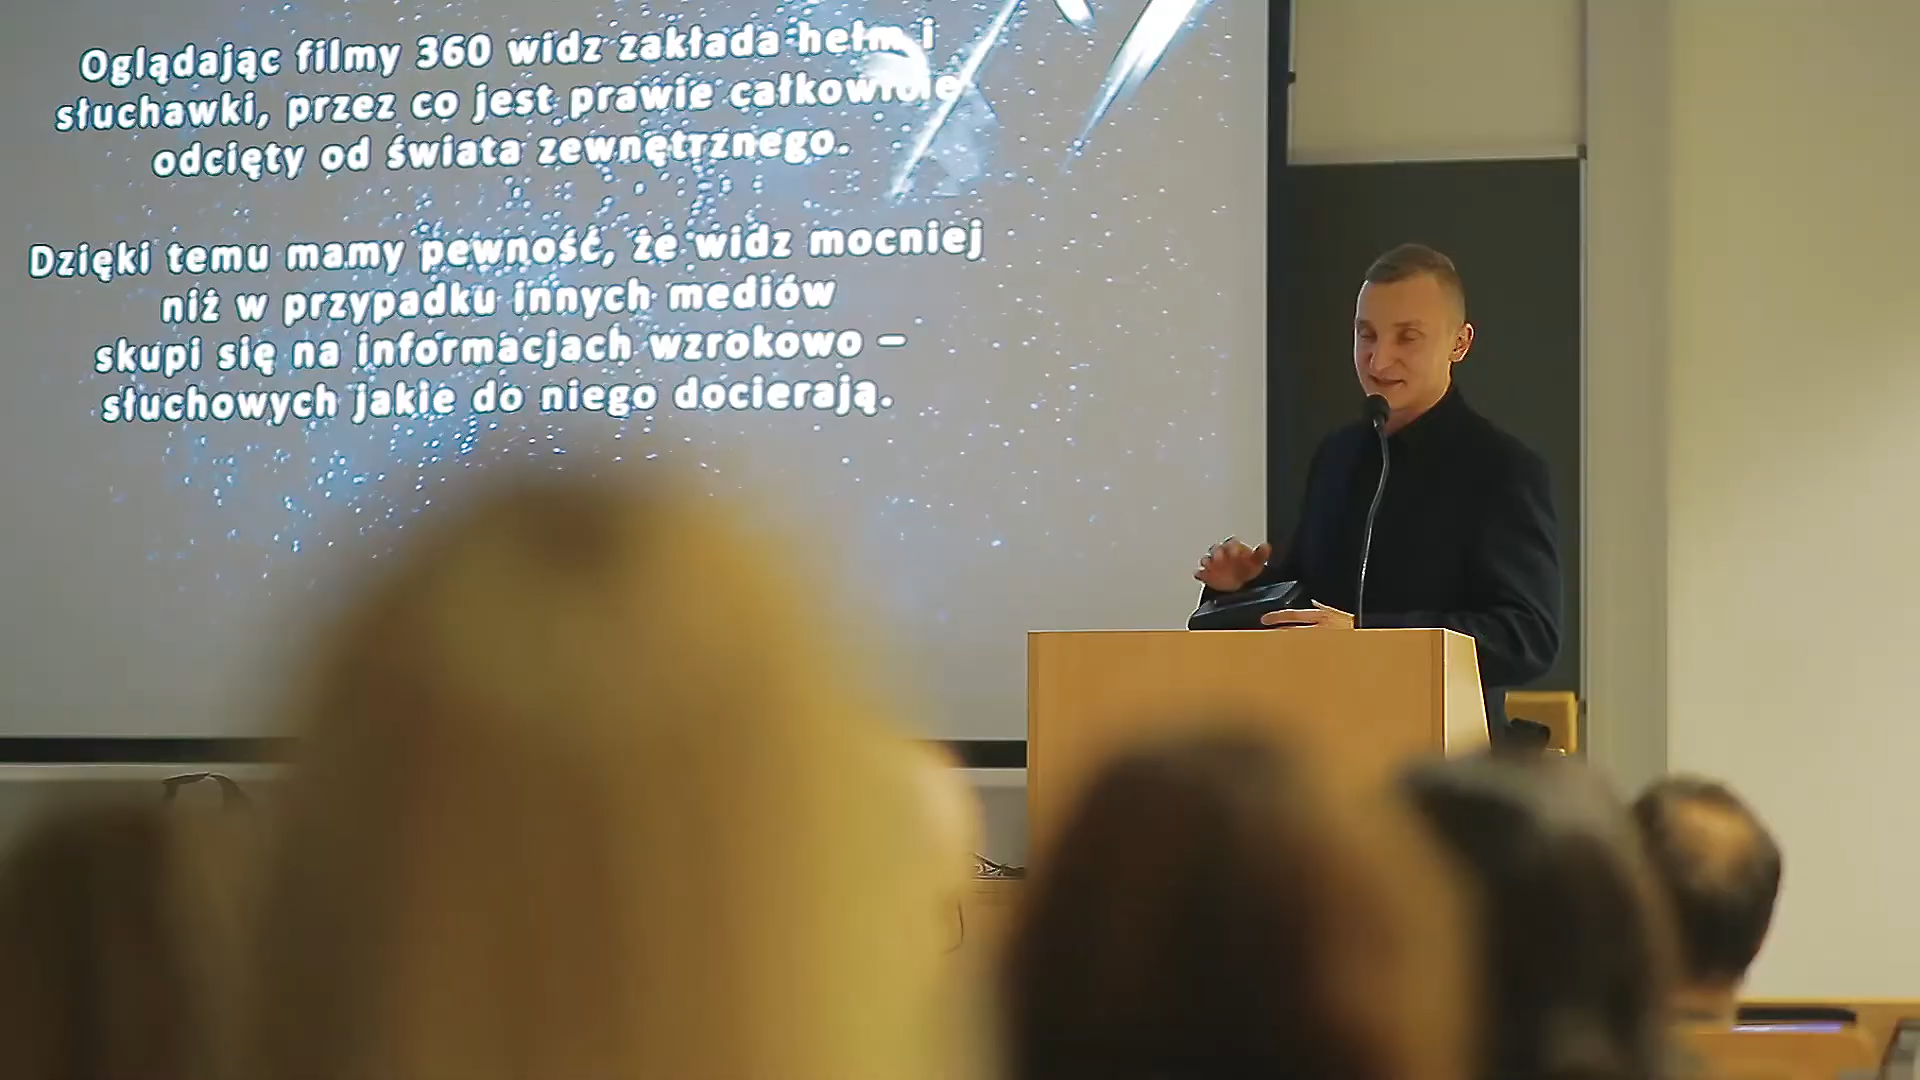 Oglądając filmy 360 widz zakłada hełm i
słuchawki, przez co jest prawie całkowicie
odcięty od świata zewnętrznego.
Dzięki temu mamy pewność, że widz mocniej
niż w przypadku innych mediów
skupi się na informacjach wzrokowo –
słuchowych jakie do niego docierają.